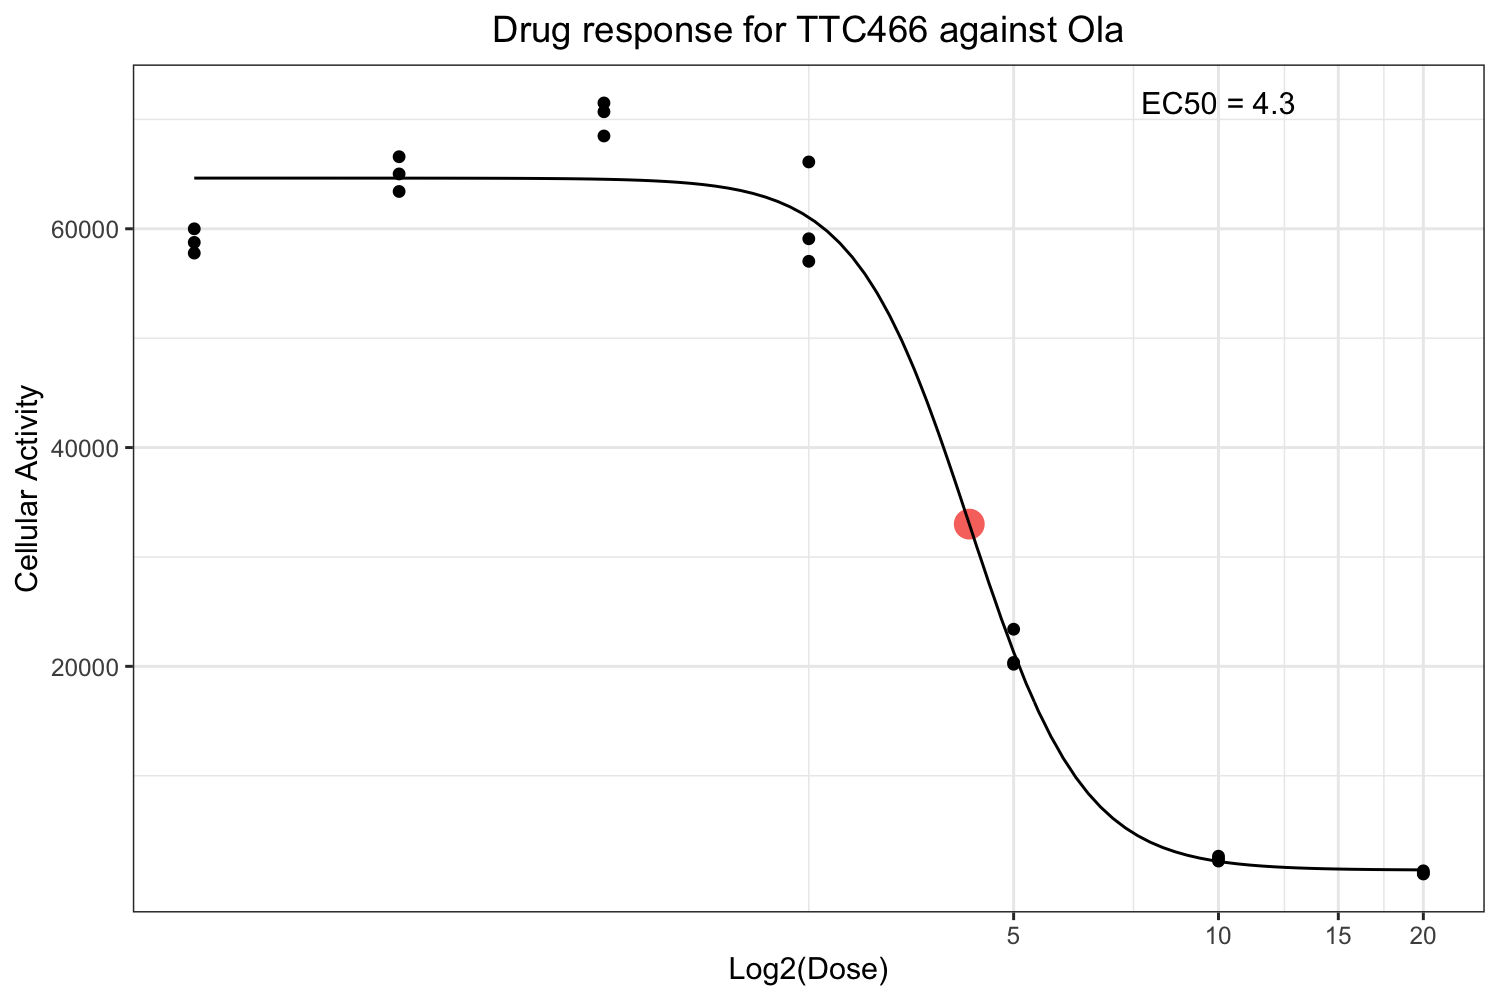 Drug response for TTC466 against Ola
EC50 = 4.3
Cellular Activity
60000
40000
20000
5 10 15 20
Log2(Dose)